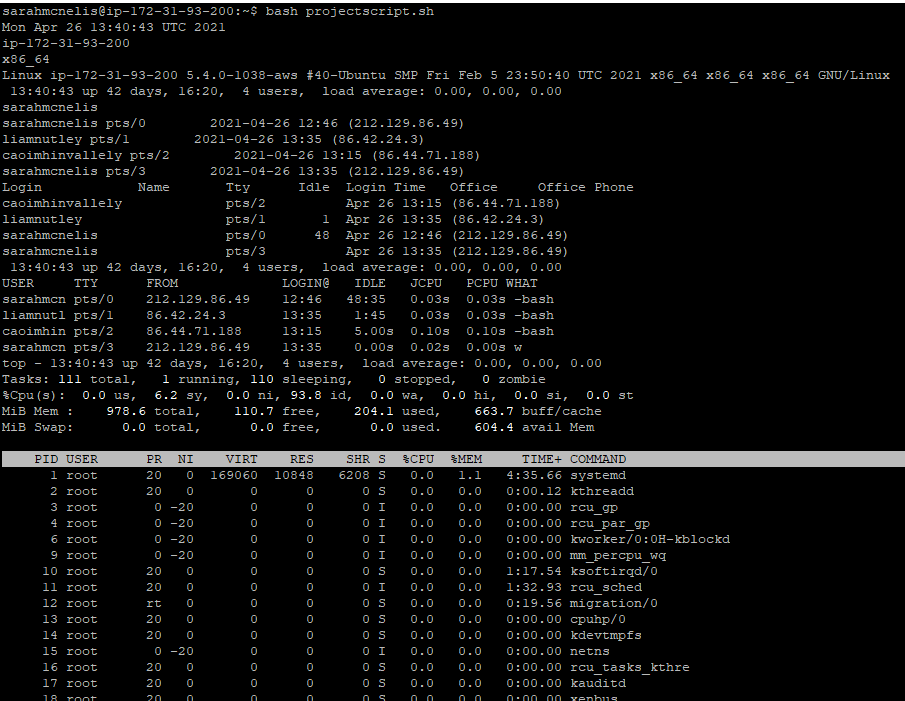 sarahmcnelis@ip-172-31-93-200:~$ bash projectscript.sh
Mon Apr 26 13:40:43 UTC 2021
ip-172-31-93-200
x86_64
Linux ip-172-31-93-200 5.4.0-1038-aws #40-Ubuntu SMP Fri Feb 5 23:50:40 UTC 2021 x86_64 x86_64 x86_64 GNU/Linux
 13:40:43 up 42 days, 16:20,  4 users,  load average: 0.00, 0.00, 0.00
sarahmcnelis
sarahmcnelis pts/0        2021-04-26 12:46 (212.129.86.49)
liamnutley pts/1        2021-04-26 13:35 (86.42.24.3)
caoimhinvallely pts/2        2021-04-26 13:15 (86.44.71.188)
sarahmcnelis pts/3        2021-04-26 13:35 (212.129.86.49)
Login            Name       Tty      Idle  Login Time   Office     Office Phone
caoimhinvallely             pts/2          Apr 26 13:15 (86.44.71.188)
liamnutley                  pts/1       1  Apr 26 13:35 (86.42.24.3)
sarahmcnelis                pts/0      48  Apr 26 12:46 (212.129.86.49)
sarahmcnelis                pts/3          Apr 26 13:35 (212.129.86.49)
 13:40:43 up 42 days, 16:20,  4 users,  load average: 0.00, 0.00, 0.00
USER     TTY      FROM             LOGIN@   IDLE   JCPU   PCPU WHAT
sarahmcn pts/0    212.129.86.49    12:46   48:35   0.03s  0.03s -bash
liamnutl pts/1    86.42.24.3       13:35    1:45   0.03s  0.03s -bash
caoimhin pts/2    86.44.71.188     13:15    5.00s  0.10s  0.10s -bash
sarahmcn pts/3    212.129.86.49    13:35    0.00s  0.02s  0.00s w
top - 13:40:43 up 42 days, 16:20,  4 users,  load average: 0.00, 0.00, 0.00
Tasks: 111 total,   1 running, 110 sleeping,   0 stopped,   0 zombie
%Cpu(s):  0.0 us,  6.2 sy,  0.0 ni, 93.8 id,  0.0 wa,  0.0 hi,  0.0 si,  0.0 st
MiB Mem :    978.6 total,    110.7 free,    204.1 used,    663.7 buff/cache
MiB Swap:      0.0 total,      0.0 free,      0.0 used.    604.4 avail Mem
    PID USER      PR  NI    VIRT    RES    SHR S  %CPU  %MEM     TIME+ COMMAND
      1 root      20   0  169060  10848   6208 S   0.0   1.1   4:35.66 systemd
      2 root      20   0       0      0      0 S   0.0   0.0   0:00.12 kthreadd
      3 root       0 -20       0      0      0 I   0.0   0.0   0:00.00 rcu_gp
      4 root       0 -20       0      0      0 I   0.0   0.0   0:00.00 rcu_par_gp
      6 root       0 -20       0      0      0 I   0.0   0.0   0:00.00 kworker/0:0H-kblockd
      9 root       0 -20       0      0      0 I   0.0   0.0   0:00.00 mm_percpu_wq
     10 root      20   0       0      0      0 S   0.0   0.0   1:17.54 ksoftirqd/0
     11 root      20   0       0      0      0 I   0.0   0.0   1:32.93 rcu_sched
     12 root      rt   0       0      0      0 S   0.0   0.0   0:19.56 migration/0
     13 root      20   0       0      0      0 S   0.0   0.0   0:00.00 cpuhp/0
     14 root      20   0       0      0      0 S   0.0   0.0   0:00.00 kdevtmpfs
     15 root       0 -20       0      0      0 I   0.0   0.0   0:00.00 netns
     16 root      20   0       0      0      0 S   0.0   0.0   0:00.00 rcu_tasks_kthre
     17 root      20   0       0      0      0 S   0.0   0.0   0:00.00 kauditd
     18 root      20   0       0      0      0 S   0.0   0.0   0:00.00 xenbus